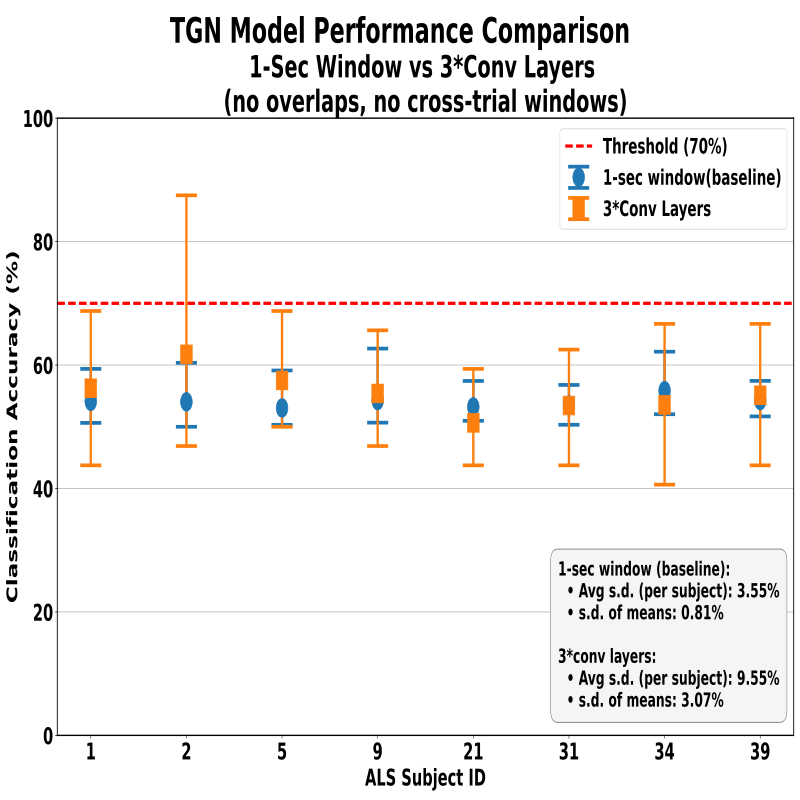 TGN Model Performance Comparison
1-Sec Window vs 3*Conv Layers
(no overlaps, no cross-trial windows)
100
80
60
40
20
0
Classification Accuracy (%)
Threshold (70%)
1-sec window(baseline)
3*Conv Layers
1-sec window (baseline):
• Avg s.d. (per subject): 3.55%
• s.d. of means: 0.81%
3*conv layers:
• Avg s.d. (per subject): 9.55%
• s.d. of means: 3.07%
1 2 5 9 21 31 34 39
ALS Subject ID